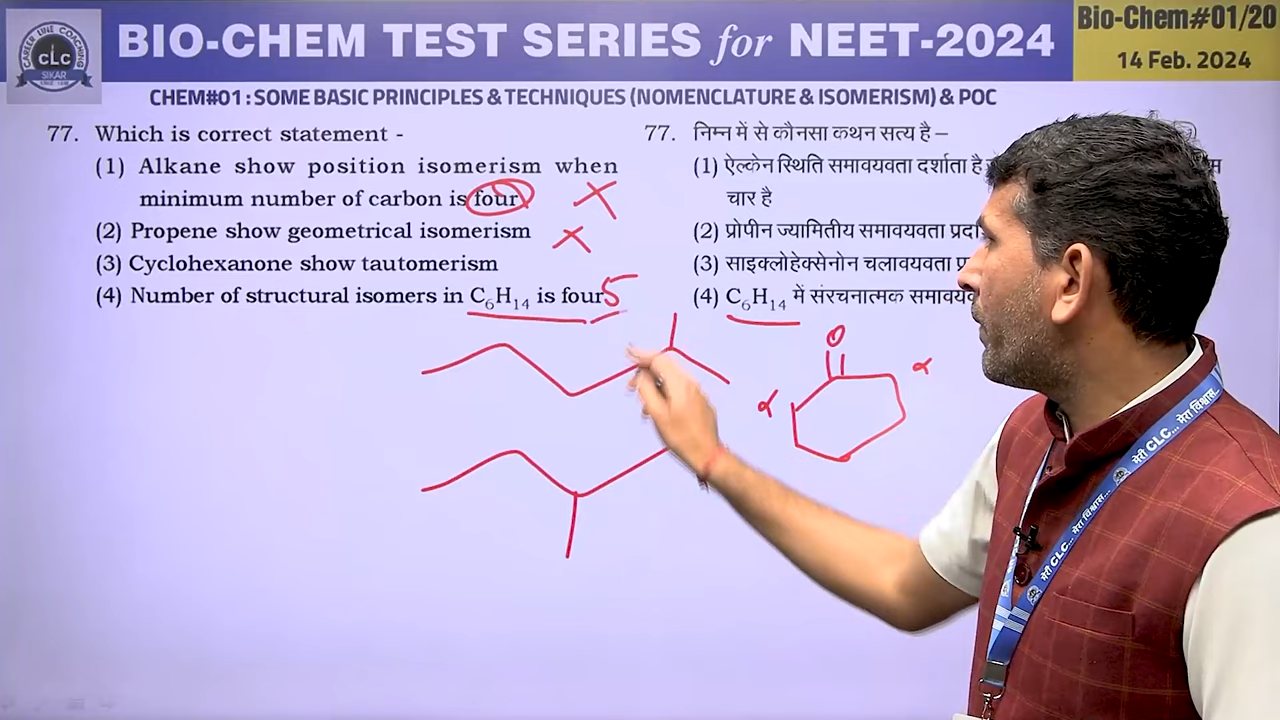 CAREER LINE COACHING
CLC
SIKAR
BIO-CHEM TEST SERIES for NEET-2024
Bio-Chem#01/20
14 Feb. 2024
CHEM#01 : SOME BASIC PRINCIPLES & TECHNIQUES (NOMENCLATURE & ISOMERISM) & POC
77. Which is correct statement -
(1) Alkane show position isomerism when
minimum number of carbon is four
(2) Propene show geometrical isomerism
(3) Cyclohexanone show tautomerism
(4) Number of structural isomers in C₆H₁₄ is four 5
77. निम्न में से कौनसा कथन सत्य है –
(1) ऐल्केन स्थिति समावयवता दर्शाता है
चार है
(2) प्रोपीन ज्यामितीय समावयवता
(3) साइक्लोहेक्सेनोन चलावयवता
(4) C₆H₁₄ में संरचनात्मक
O
α
α
मेरी CLC... मेरा विश्वास...
मेरी CLC... मेरा विश्वास...